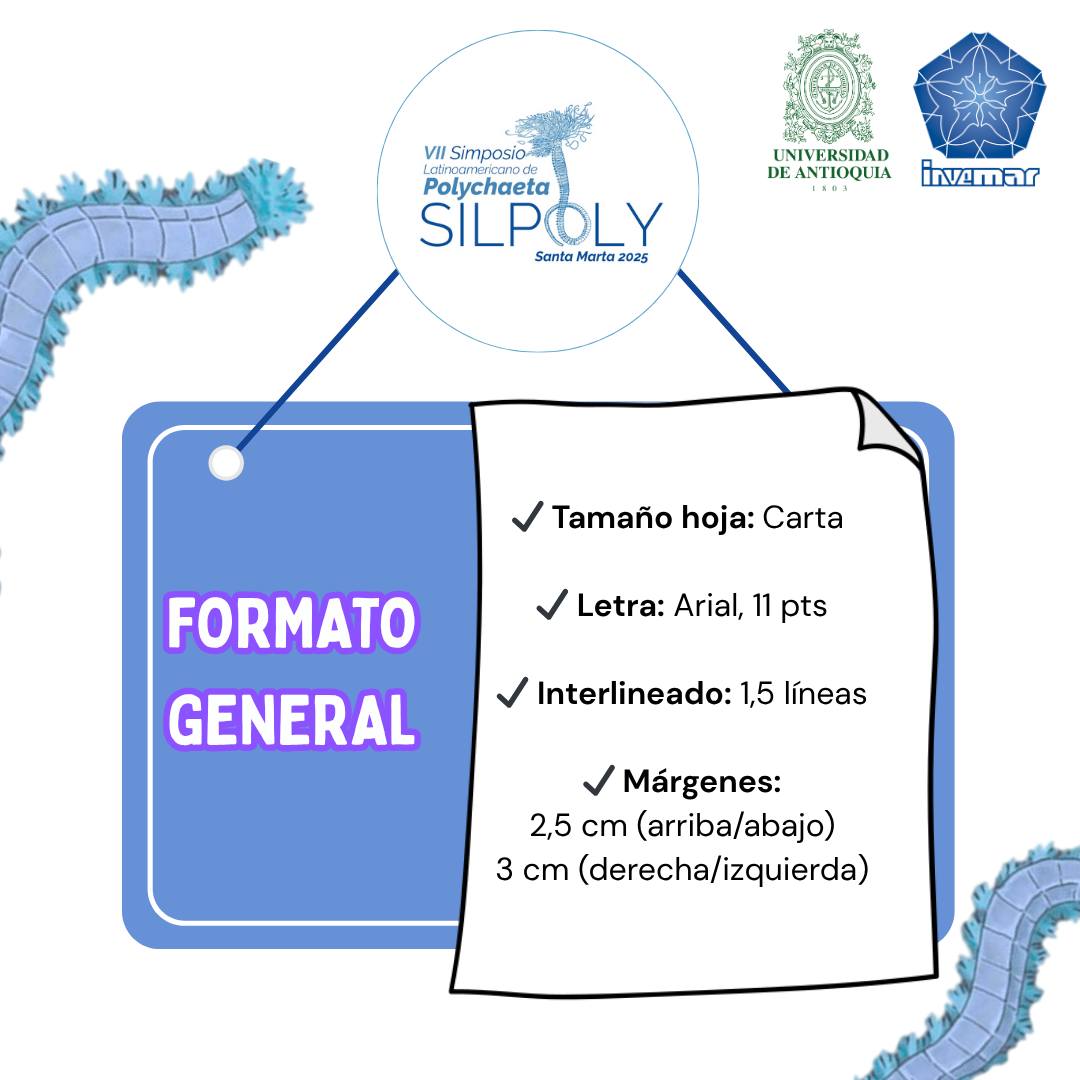 VII Simposio
Latinoamericano de
Polychaeta
SILPOLY
Santa Marta 2025
UNIVERSIDAD
DE ANTIOQUIA
1803
invemar
FORMATO
GENERAL
✓ Tamaño hoja: Carta
✓ Letra: Arial, 11 pts
✓ Interlineado: 1,5 líneas
✓ Márgenes:
2,5 cm (arriba/abajo)
3 cm (derecha/izquierda)